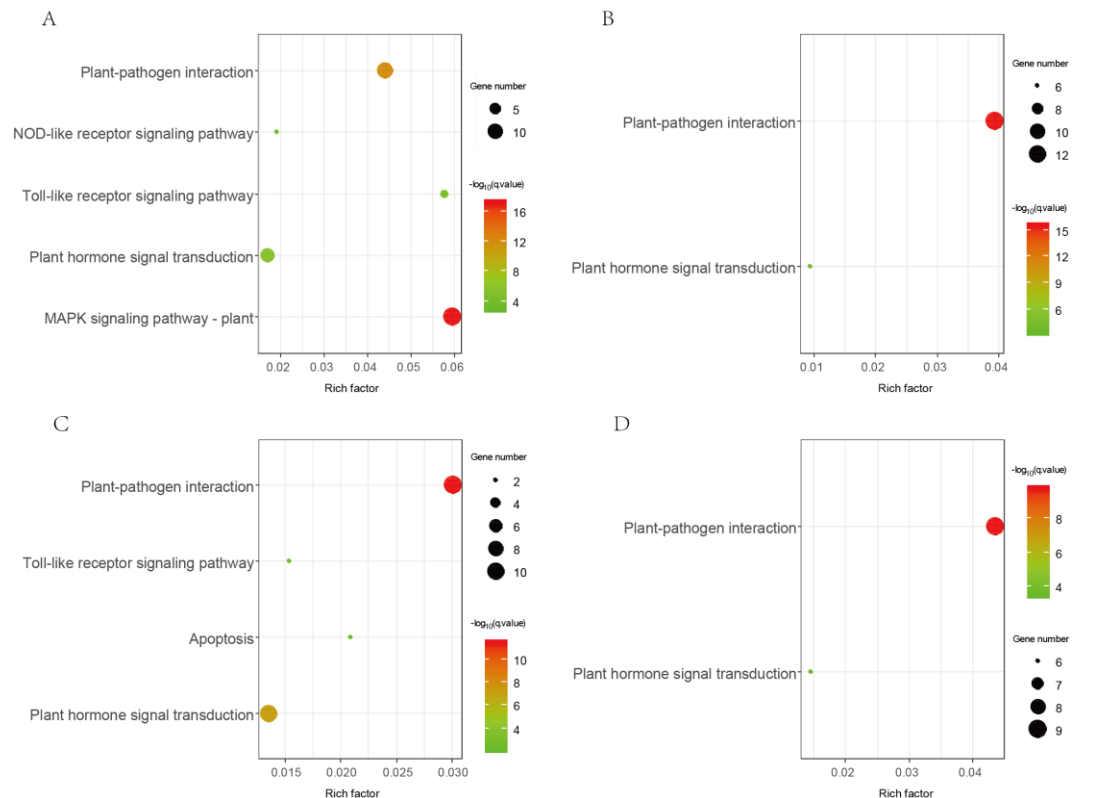 A
Plant-pathogen interaction
NOD-like receptor signaling pathway
Toll-like receptor signaling pathway
Plant hormone signal transduction
MAPK signaling pathway - plant
0.02 0.03 0.04 0.05 0.06
Rich factor
Gene number
5
10
-log10(q.value)
16
12
8
4
B
Plant-pathogen interaction
Plant hormone signal transduction
0.01 0.02 0.03 0.04
Rich factor
Gene number
6
8
10
12
-log10(q.value)
15
12
9
6
C
Plant-pathogen interaction
Toll-like receptor signaling pathway
Apoptosis
Plant hormone signal transduction
0.015 0.020 0.025 0.030
Rich factor
Gene number
2
4
6
8
10
-log10(q.value)
10
8
6
4
D
Plant-pathogen interaction
Plant hormone signal transduction
0.02 0.03 0.04
Rich factor
-log10(q.value)
8
6
4
Gene number
6
7
8
9